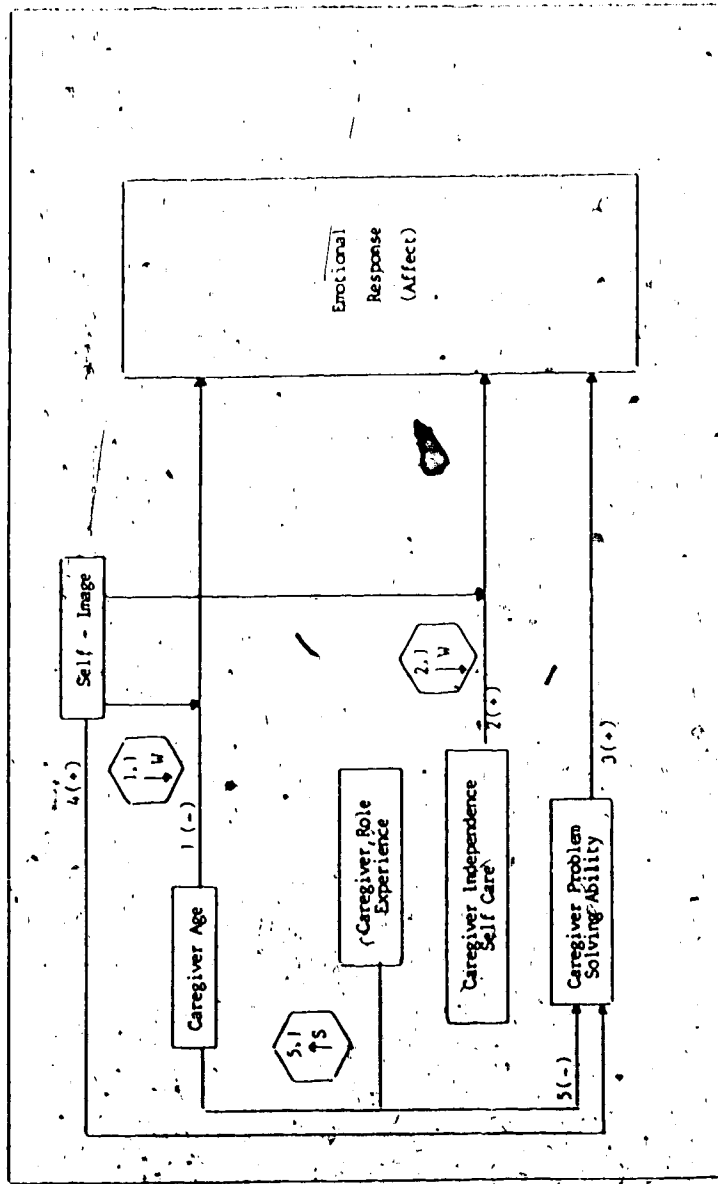 Self - Image
4(+)
1.1
W
1(-)
Caregiver Age
Emotional
Response
(Affect)
5.1
S
Caregiver Role
Experience
2.1
W
2(+)
Caregiver Independence
Self Care
5(-)
Caregiver Problem
Solving Ability
3(+)